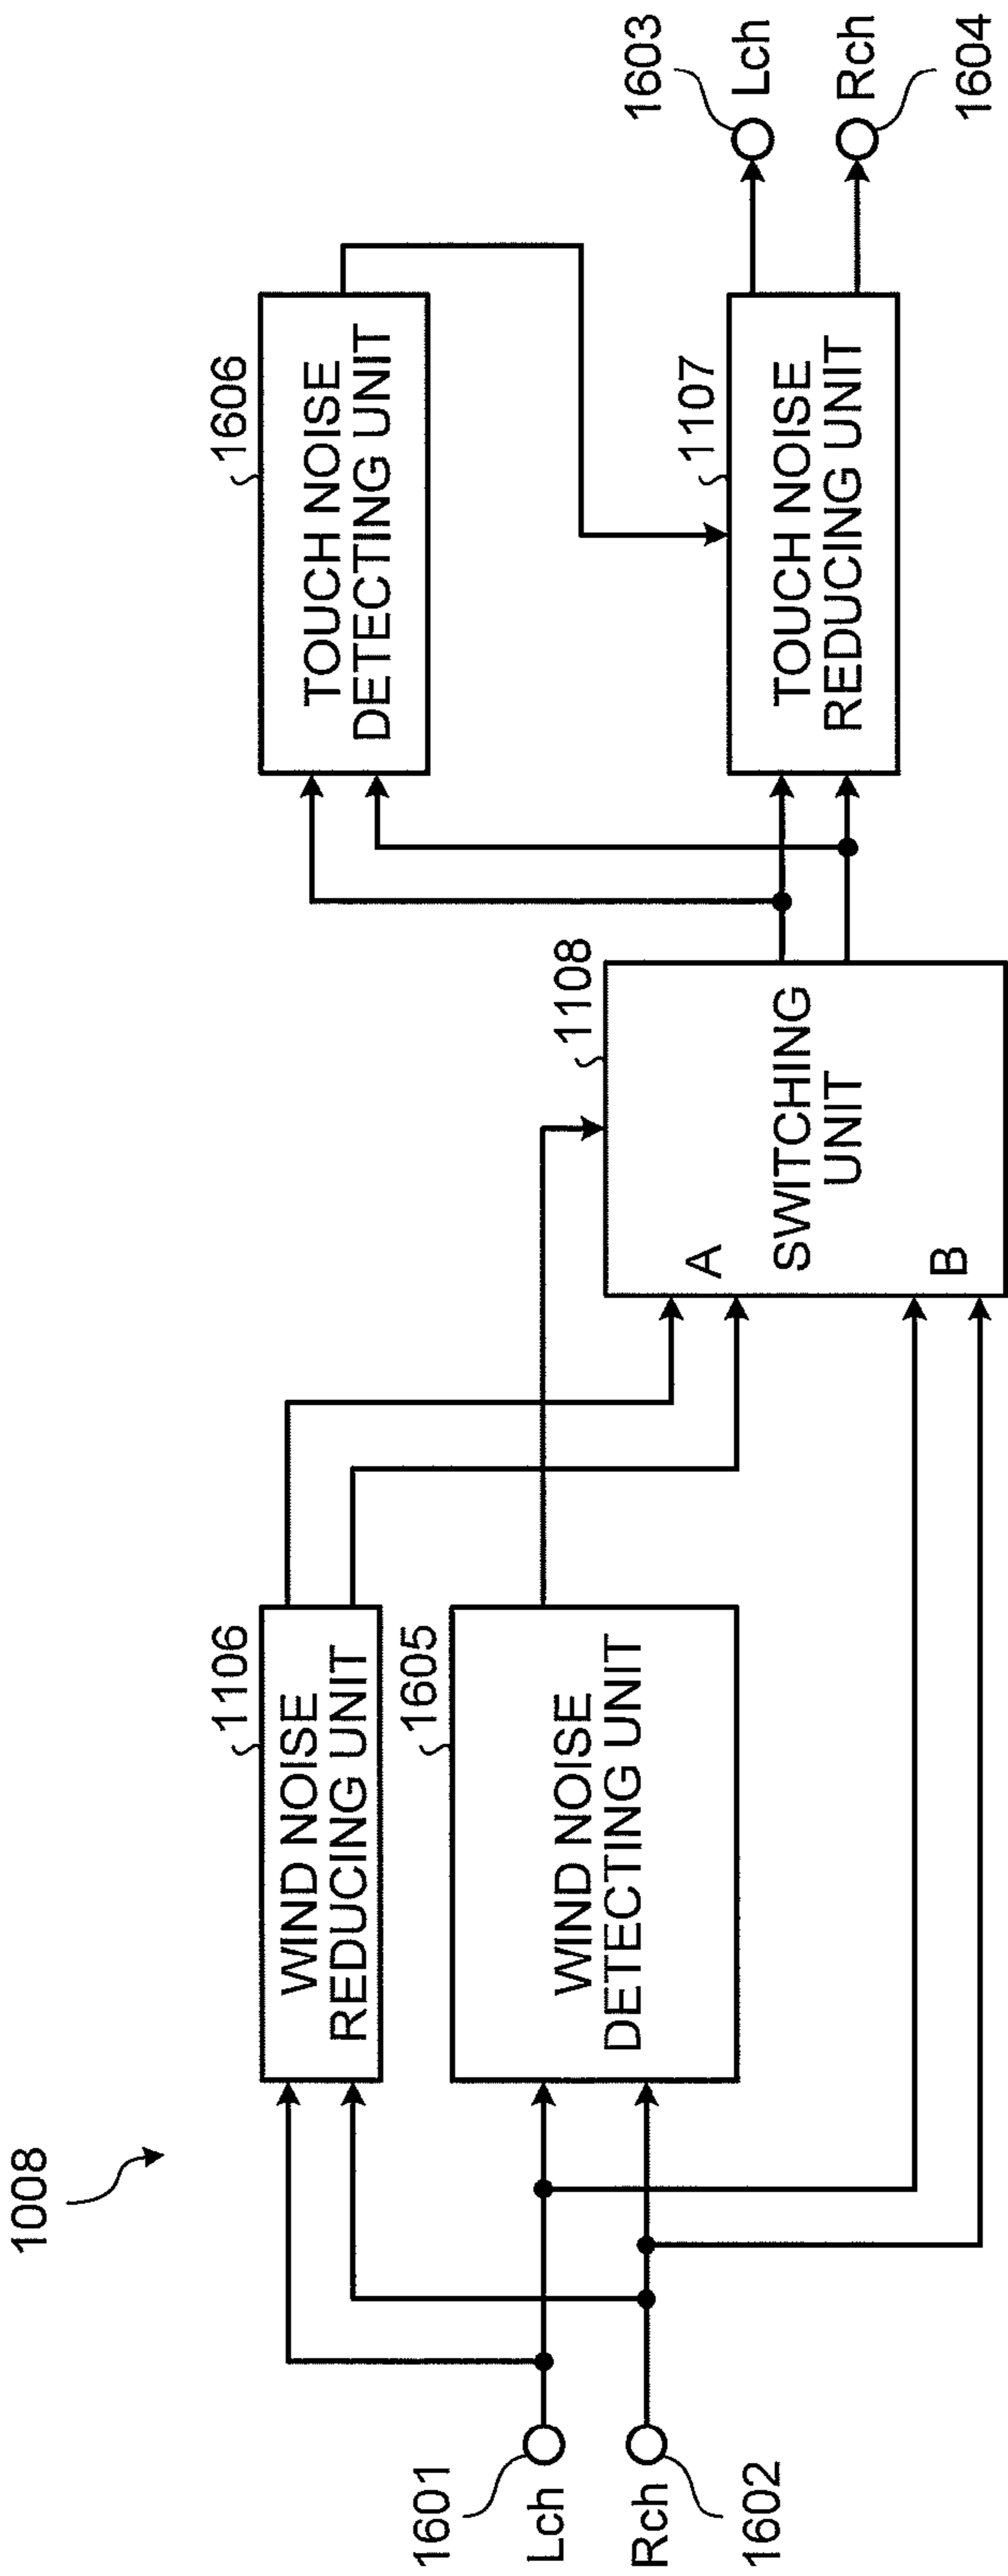 1008
1601
Lch
Rch
1602
1106
WIND NOISE
REDUCING UNIT
1605
WIND NOISE
DETECTING UNIT
1108
A
SWITCHING
UNIT
B
1606
TOUCH NOISE
DETECTING UNIT
1107
TOUCH NOISE
REDUCING UNIT
1603
Lch
Rch
1604